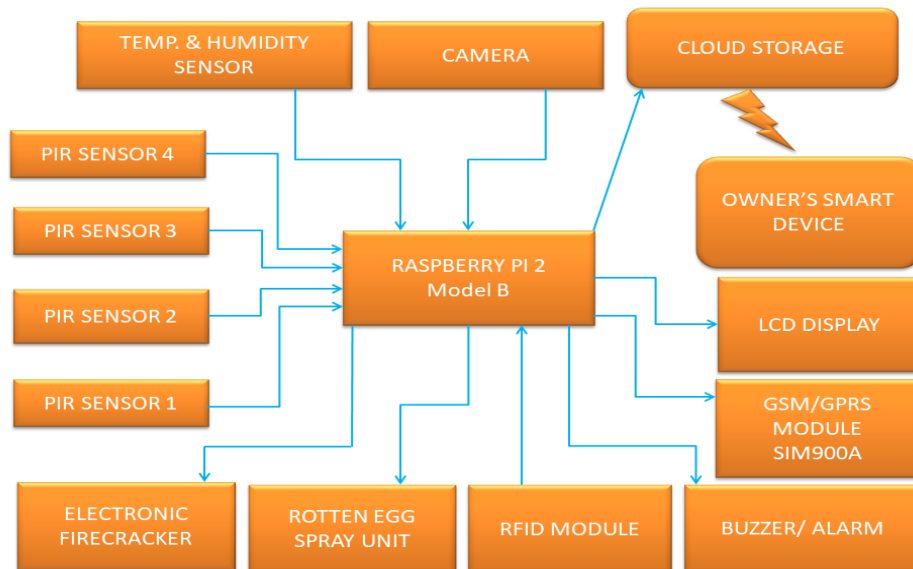 TEMP. & HUMIDITY
SENSOR
CAMERA
CLOUD STORAGE
PIR SENSOR 4
PIR SENSOR 3
PIR SENSOR 2
PIR SENSOR 1
RASPBERRY PI 2
Model B
OWNER’S SMART
DEVICE
LCD DISPLAY
GSM/GPRS
MODULE
SIM900A
ELECTRONIC
FIRECRACKER
ROTTEN EGG
SPRAY UNIT
RFID MODULE
BUZZER/ ALARM